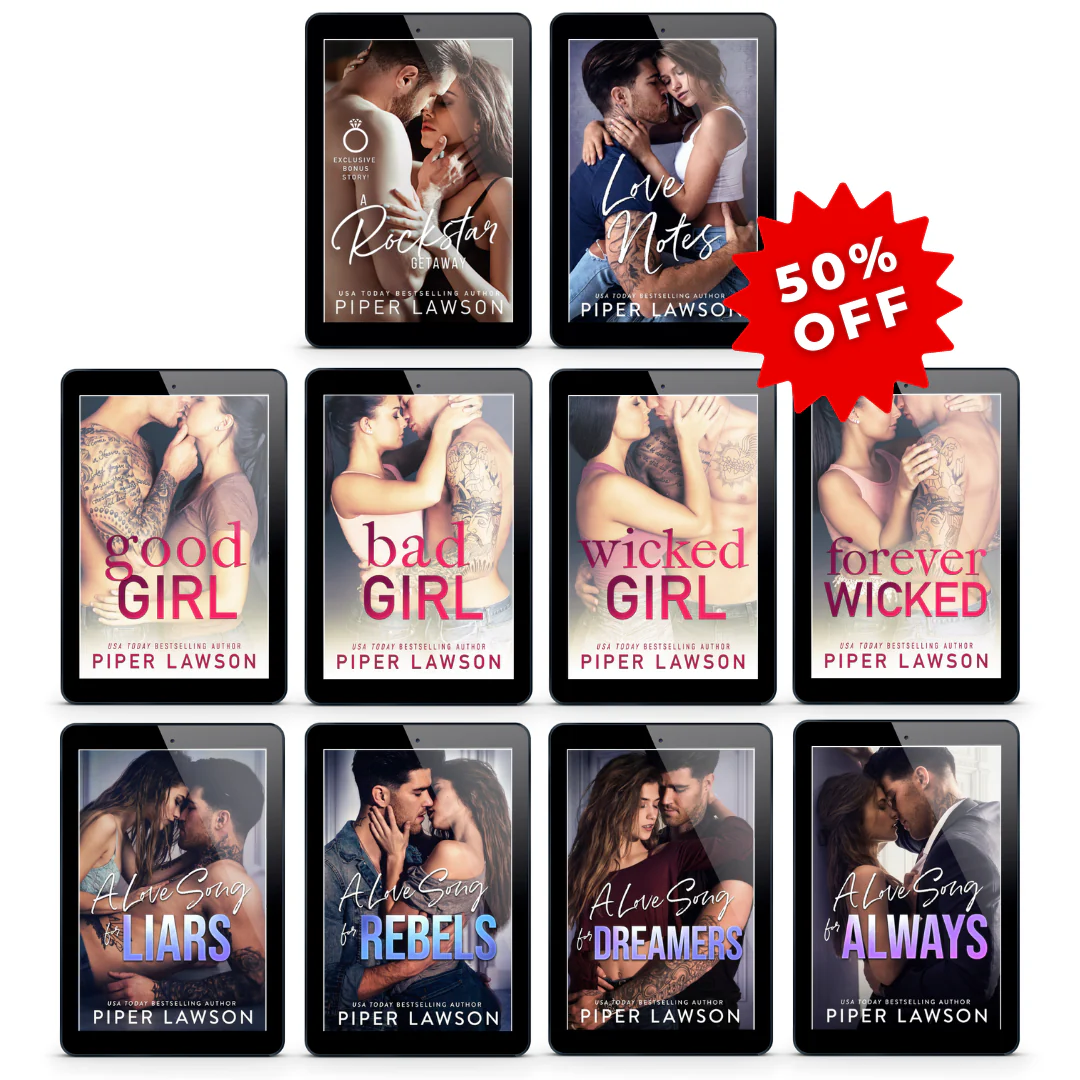 EXCLUSIVE
BONUS
STORY!
A
Rockstar
GETAWAY
USA TODAY BESTSELLING AUTHOR
PIPER LAWSON
Love
Notes
USA TODAY BESTSELLING AUTHOR
PIPER LAWSON
50%
OFF
good
GIRL
USA TODAY BESTSELLING AUTHOR
PIPER LAWSON
bad
GIRL
USA TODAY BESTSELLING AUTHOR
PIPER LAWSON
wicked
GIRL
USA TODAY BESTSELLING AUTHOR
PIPER LAWSON
forever
WICKED
USA TODAY BESTSELLING AUTHOR
PIPER LAWSON
A Love Song
for LIARS
USA TODAY BESTSELLING AUTHOR
PIPER LAWSON
A Love Song
for REBELS
USA TODAY BESTSELLING AUTHOR
PIPER LAWSON
A Love Song
for DREAMERS
USA TODAY BESTSELLING AUTHOR
PIPER LAWSON
A Love Song
for ALWAYS
USA TODAY BESTSELLING AUTHOR
PIPER LAWSON